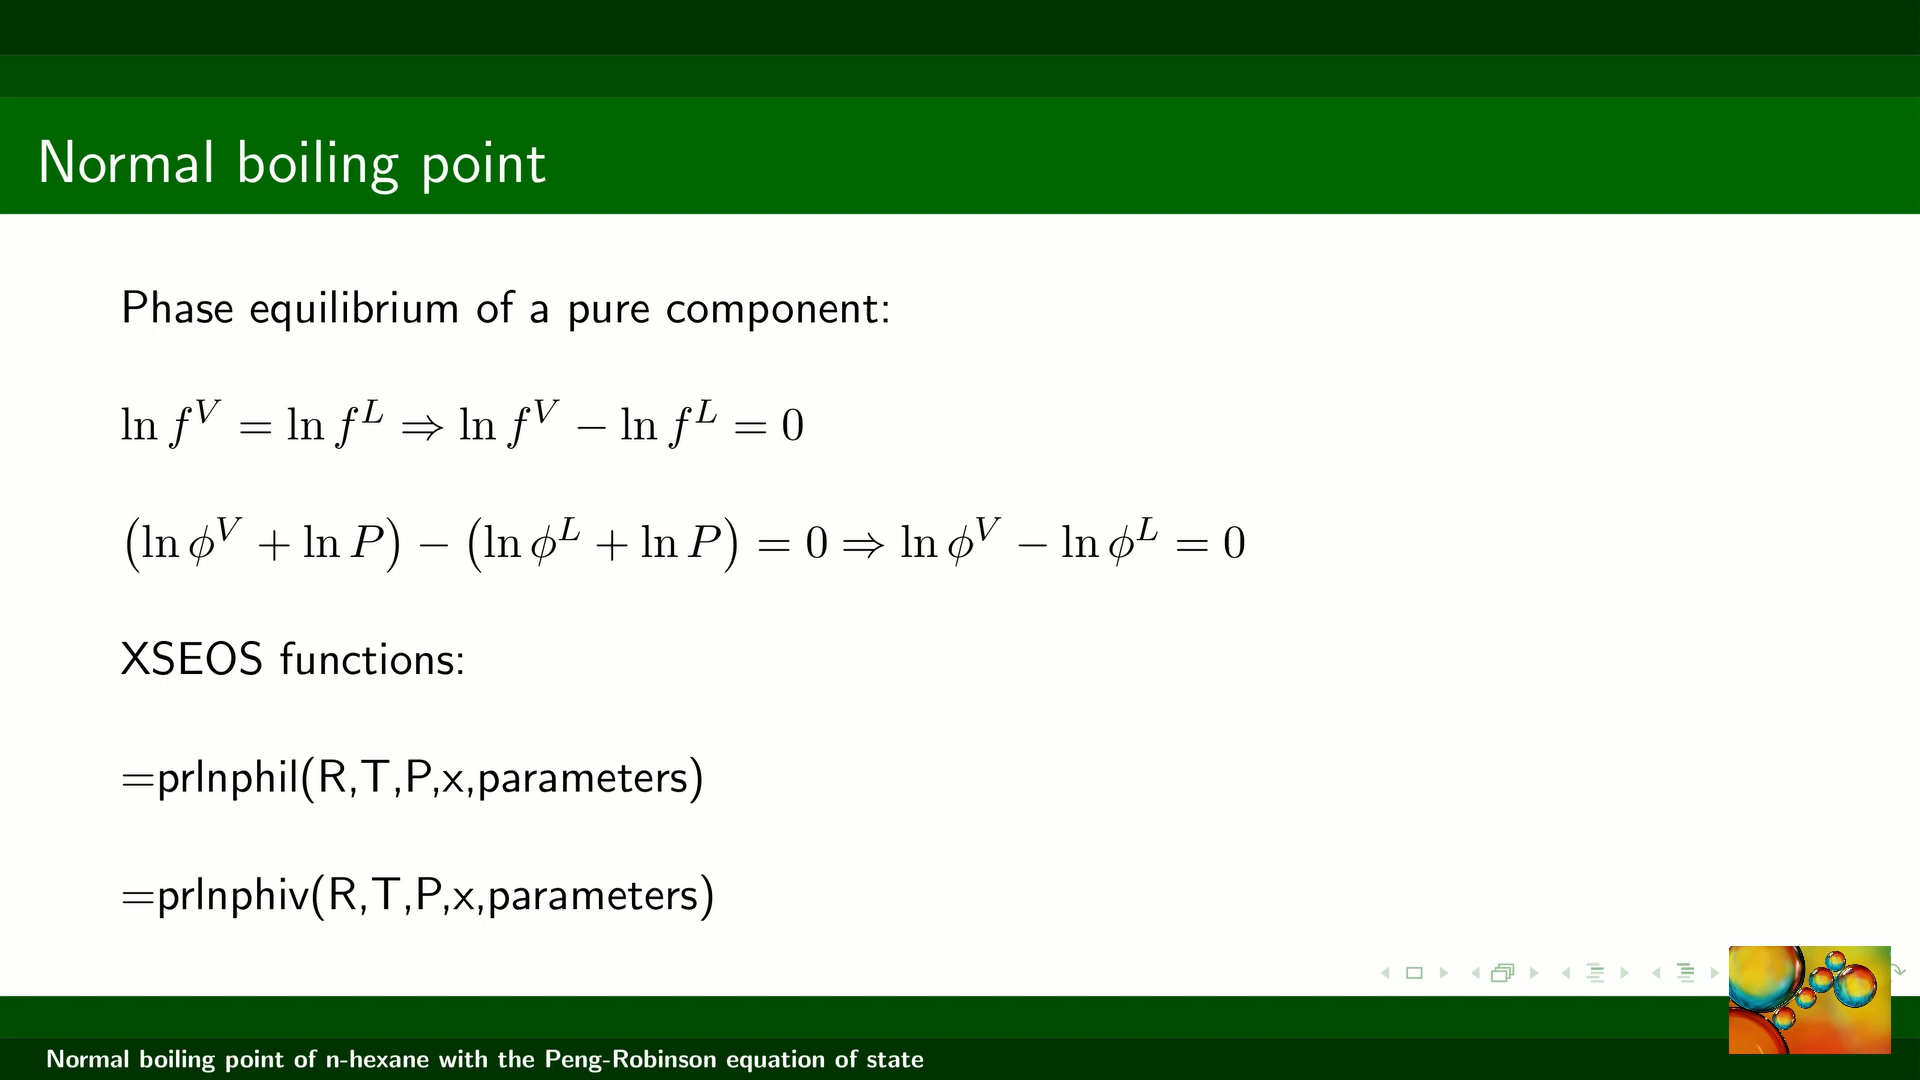 Normal boiling point
Phase equilibrium of a pure component:
ln f^V = ln f^L ⇒ ln f^V − ln f^L = 0
(ln ϕ^V + ln P) − (ln ϕ^L + ln P) = 0 ⇒ ln ϕ^V − ln ϕ^L = 0
XSEOS functions:
=prlnphil(R,T,P,x,parameters)
=prlnphiv(R,T,P,x,parameters)
Normal boiling point of n-hexane with the Peng-Robinson equation of state